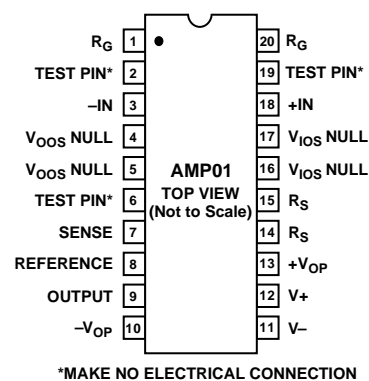 RG 1 20 RG
TEST PIN* 2 19 TEST PIN*
–IN 3 18 +IN
VOOS NULL 4 17 VIOS NULL
VOOS NULL 5 16 VIOS NULL
TEST PIN* 6 15 RS
SENSE 7 14 RS
REFERENCE 8 13 +VOP
OUTPUT 9 12 V+
–VOP 10 11 V–
AMP01
TOP VIEW
(Not to Scale)
*MAKE NO ELECTRICAL CONNECTION